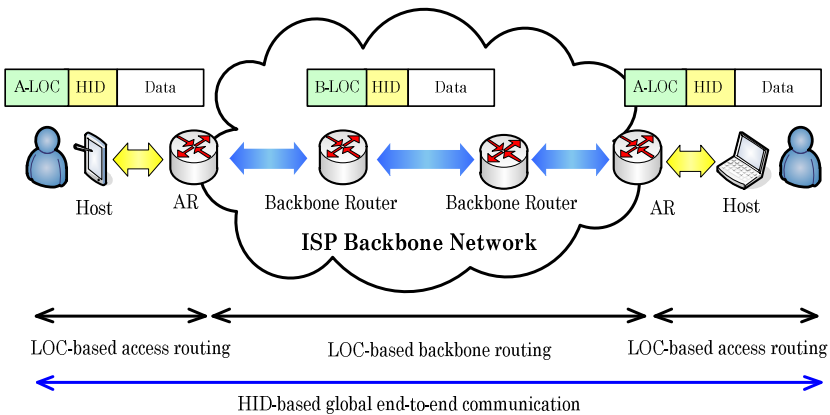 A-LOC HID Data
B-LOC HID Data
A-LOC HID Data
Host
AR
Backbone Router
Backbone Router
AR
Host
ISP Backbone Network
LOC-based access routing
LOC-based backbone routing
LOC-based access routing
HID-based global end-to-end communication